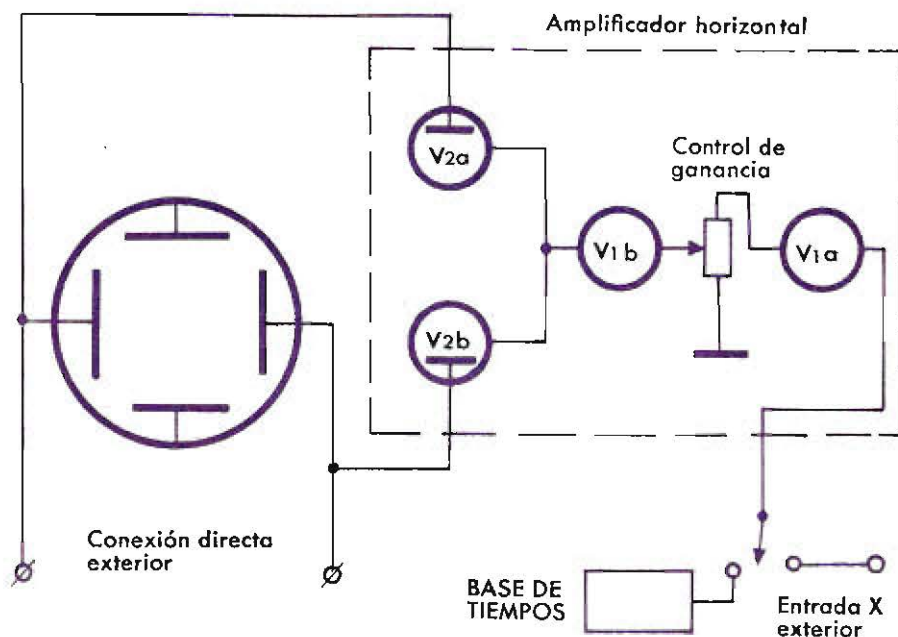 Amplificador horizontal
V2a
Control de
ganancia
V1b
V1a
V2b
Conexión directa
exterior
BASE DE
TIEMPOS
Entrada X
exterior